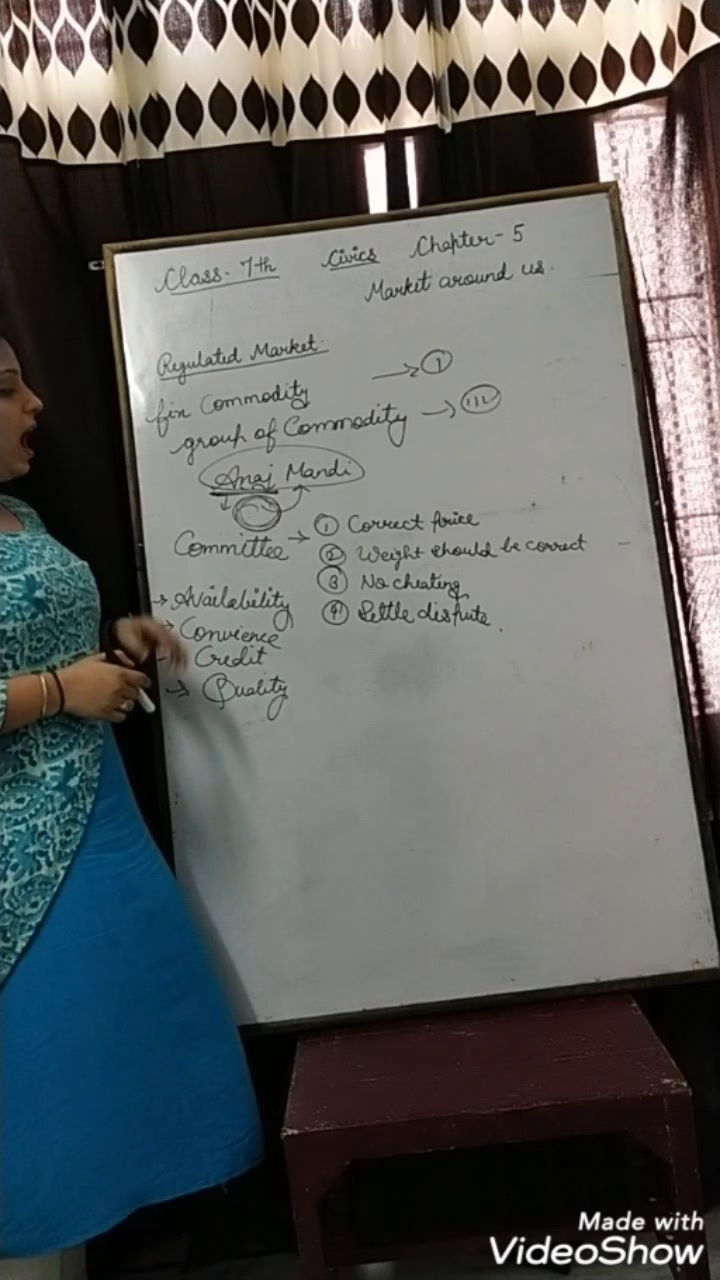 Class- 7th Civics Chapter- 5
Market around us.
Regulated Market.
fix Commodity → 1
group of Commodity → III
Anaj Mandi
Committee → ① Correct price
② Weight should be correct
③ No cheating
④ Settle dispute.
→ Availability
→ Convience
- Credit
→ Quality
Made with
VideoShow